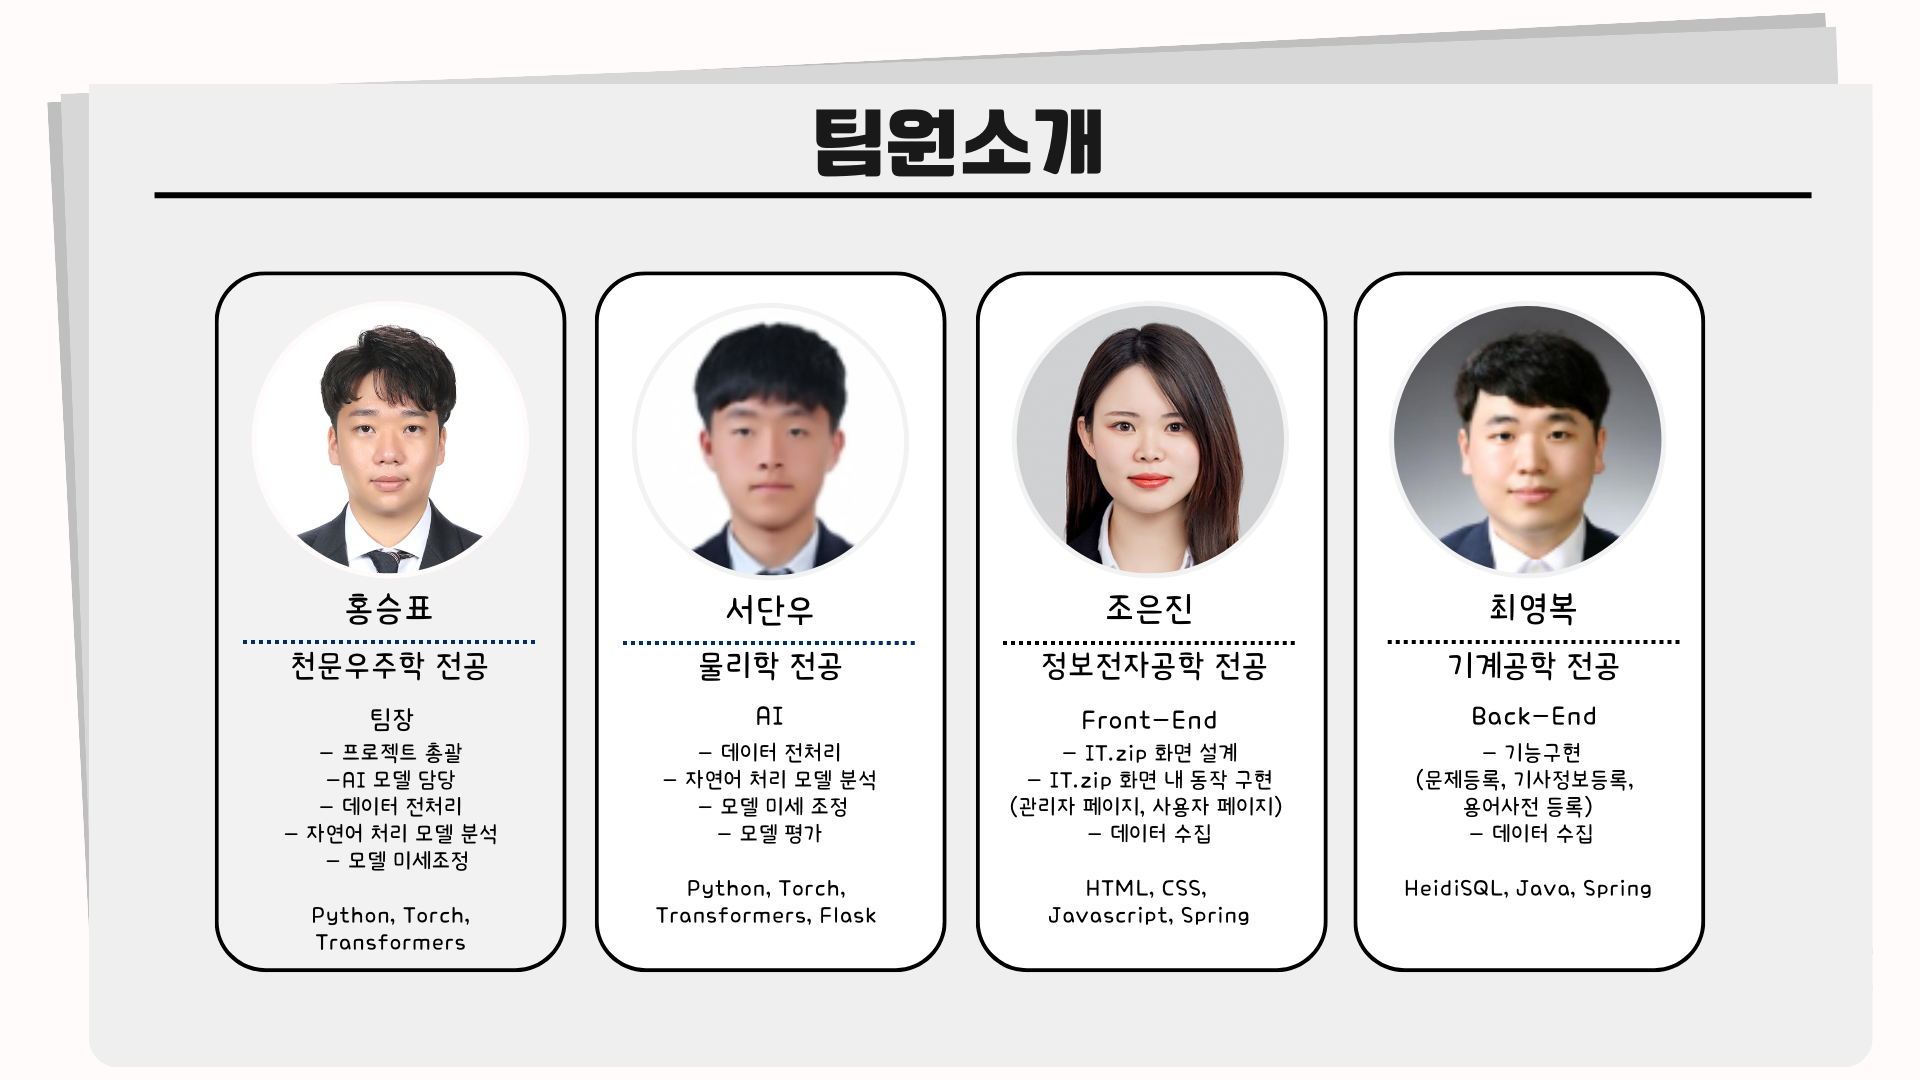 팀원소개
홍승표
천문우주학 전공
팀장
- 프로젝트 총괄
-AI 모델 담당
- 데이터 전처리
- 자연어 처리 모델 분석
- 모델 미세조정
Python, Torch,
Transformers
서단우
물리학 전공
AI
- 데이터 전처리
- 자연어 처리 모델 분석
- 모델 미세 조정
- 모델 평가
Python, Torch,
Transformers, Flask
조은진
정보전자공학 전공
Front-End
- IT.zip 화면 설계
- IT.zip 화면 내 동작 구현
(관리자 페이지, 사용자 페이지)
- 데이터 수집
HTML, CSS,
Javascript, Spring
최영복
기계공학 전공
Back-End
- 기능구현
(문제등록, 기사정보등록,
용어사전 등록)
- 데이터 수집
HeidiSQL, Java, Spring